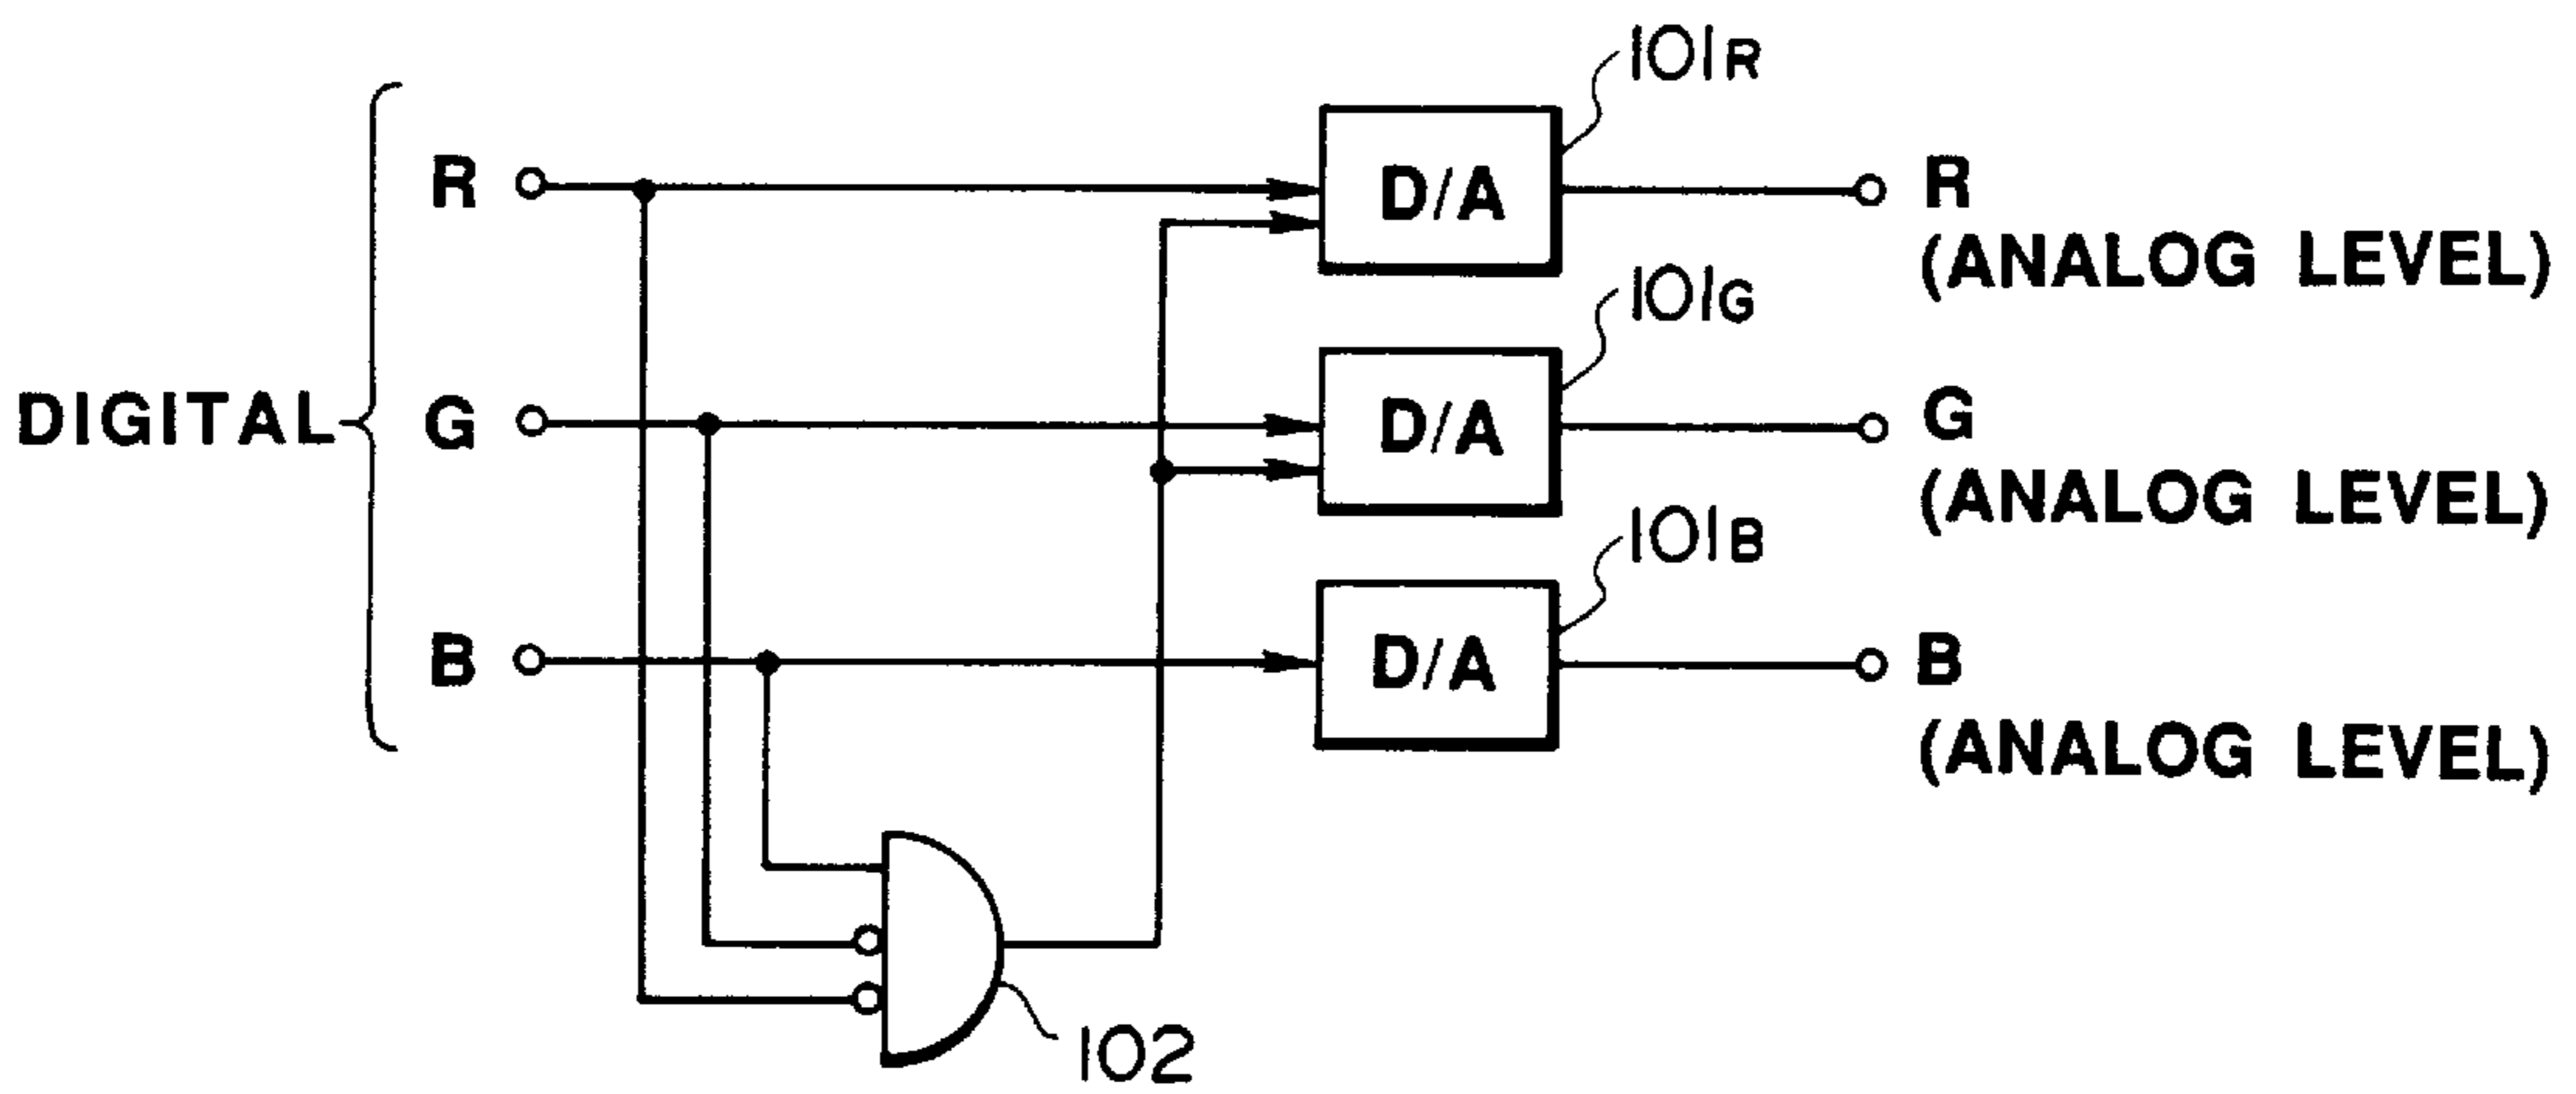 101R
R
D/A
R
(ANALOG LEVEL)
101G
DIGITAL
G
D/A
G
(ANALOG LEVEL)
101B
B
D/A
B
(ANALOG LEVEL)
102